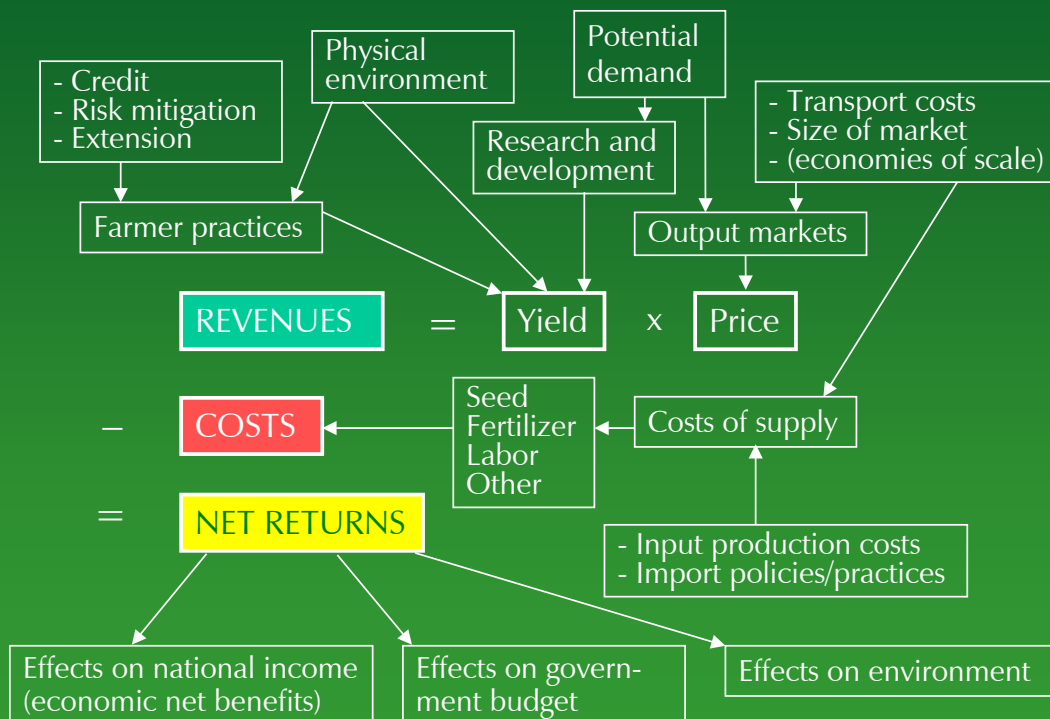 Physical
environment
Potential
demand
- Credit
- Risk mitigation
- Extension
- Transport costs
- Size of market
- (economies of scale)
Research and
development
Farmer practices
Output markets
REVENUES = Yield x Price
Seed
Fertilizer
Labor
Other
– COSTS
Costs of supply
= NET RETURNS
- Input production costs
- Import policies/practices
Effects on national income
(economic net benefits)
Effects on govern-
ment budget
Effects on environment